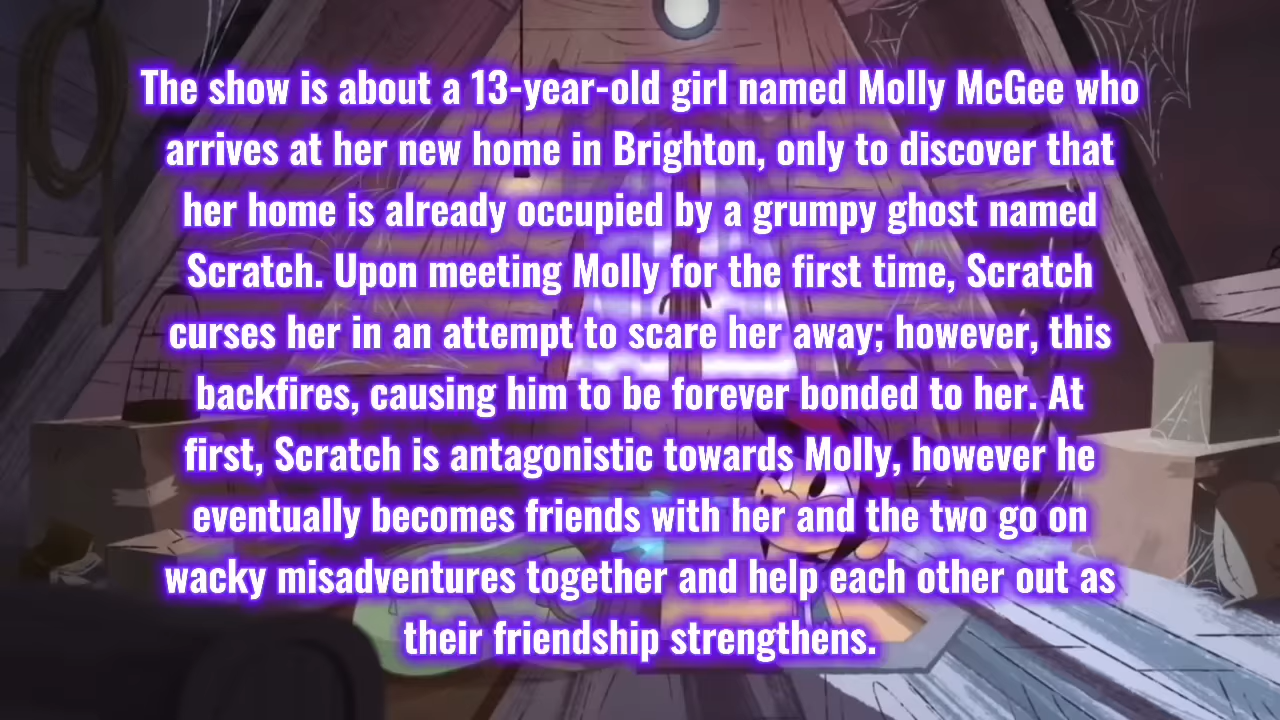 The show is about a 13-year-old girl named Molly McGee who
arrives at her new home in Brighton, only to discover that
her home is already occupied by a grumpy ghost named
Scratch. Upon meeting Molly for the first time, Scratch
curses her in an attempt to scare her away; however, this
backfires, causing him to be forever bonded to her. At
first, Scratch is antagonistic towards Molly, however he
eventually becomes friends with her and the two go on
wacky misadventures together and help each other out as
their friendship strengthens.